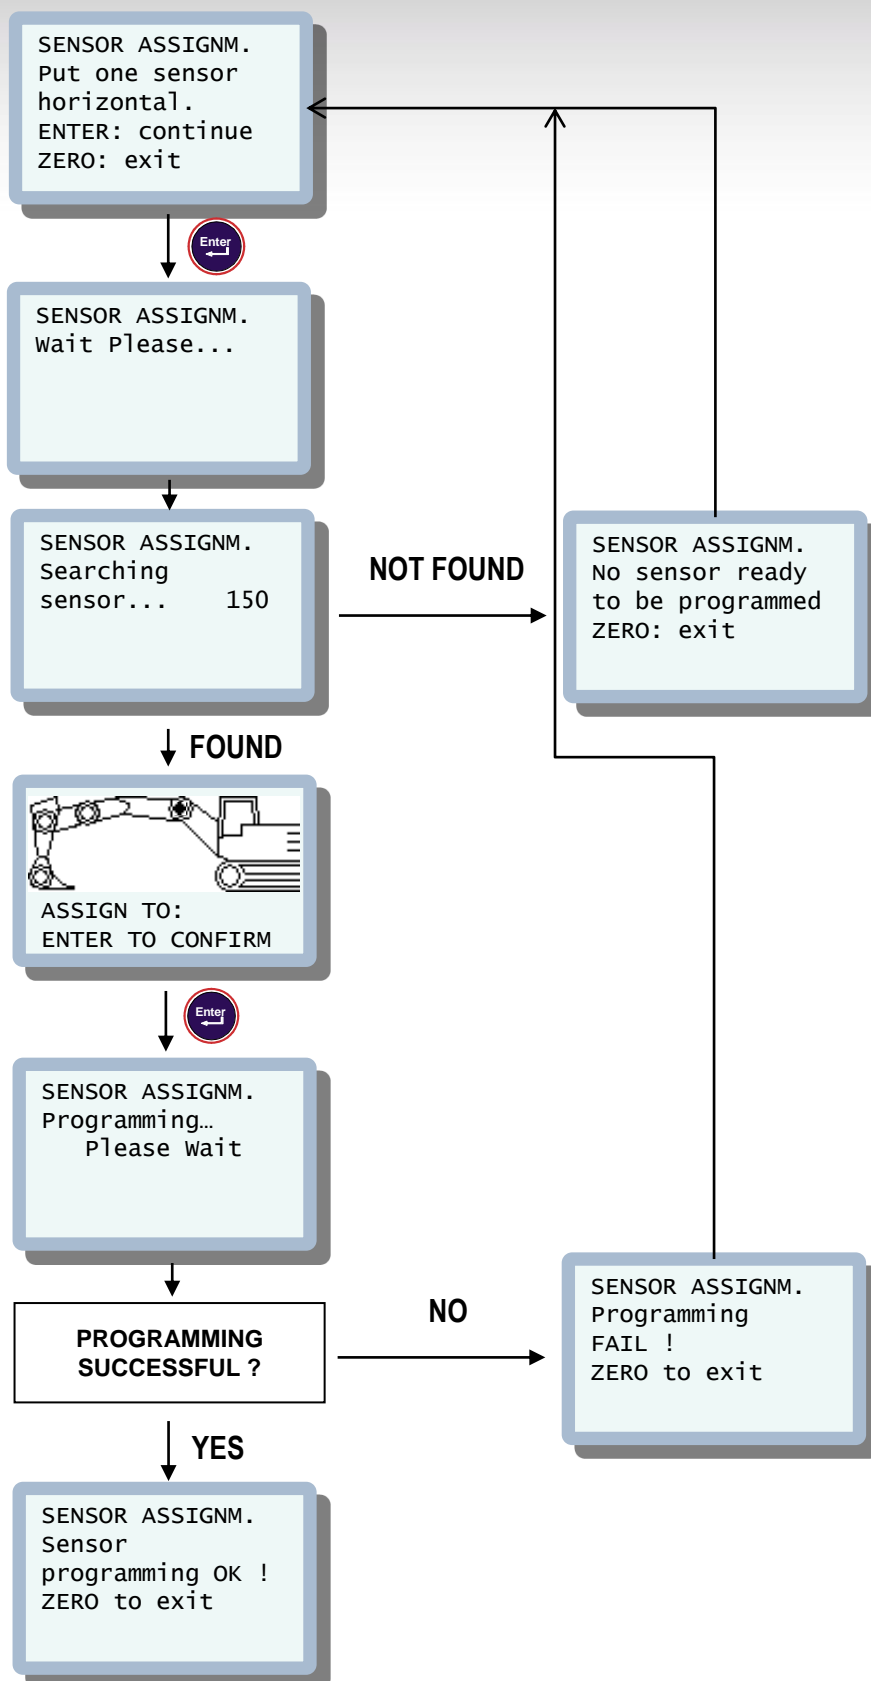 SENSOR ASSIGNM.
Put one sensor
horizontal.
ENTER: continue
ZERO: exit
Enter
SENSOR ASSIGNM.
Wait Please...
SENSOR ASSIGNM.
Searching
sensor... 150
NOT FOUND
SENSOR ASSIGNM.
No sensor ready
to be programmed
ZERO: exit
FOUND
ASSIGN TO:
ENTER TO CONFIRM
Enter
SENSOR ASSIGNM.
Programming…
Please Wait
PROGRAMMING
SUCCESSFUL ?
NO
SENSOR ASSIGNM.
Programming
FAIL !
ZERO to exit
YES
SENSOR ASSIGNM.
Sensor
programming OK !
ZERO to exit